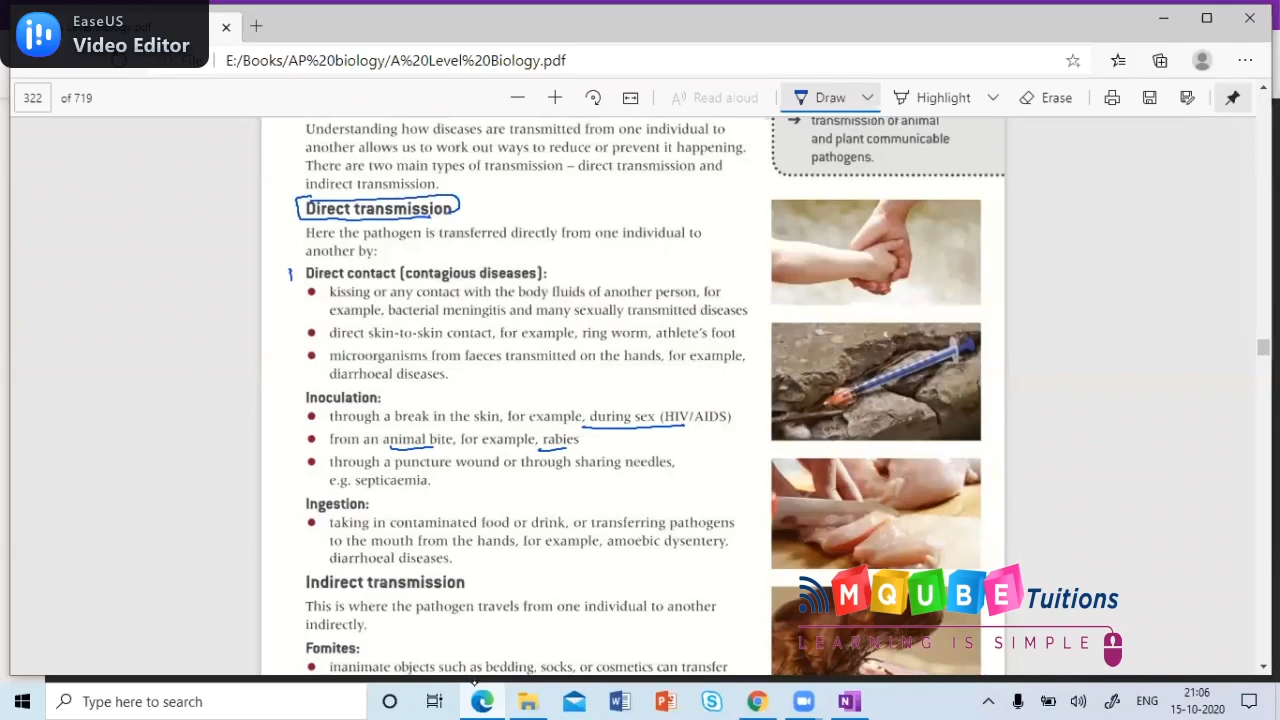 EaseUS
Video Editor
E:/Books/AP%20biology/A%20Level%20Biology.pdf
322 of 719
Read aloud
Draw
Highlight
Erase
Understanding how diseases are transmitted from one individual to
another allows us to work out ways to reduce or prevent it happening.
There are two main types of transmission – direct transmission and
indirect transmission.
Direct transmission
Here the pathogen is transferred directly from one individual to
another by:
Direct contact (contagious diseases):
kissing or any contact with the body fluids of another person, for
example, bacterial meningitis and many sexually transmitted diseases
direct skin-to-skin contact, for example, ring worm, athlete's foot
microorganisms from faeces transmitted on the hands, for example,
diarrhoeal diseases.
Inoculation:
through a break in the skin, for example, during sex (HIV/AIDS)
from an animal bite, for example, rabies
through a puncture wound or through sharing needles,
e.g. septicaemia.
Ingestion:
taking in contaminated food or drink, or transferring pathogens
to the mouth from the hands, for example, amoebic dysentery,
diarrhoeal diseases.
Indirect transmission
This is where the pathogen travels from one individual to another
indirectly.
Fomites:
inanimate objects such as bedding, socks, or cosmetics can transfer
transmission of animal
and plant communicable
pathogens.
MQUBE Tuitions
LEARNING IS SIMPLE
Type here to search
ENG
21:06
15-10-2020